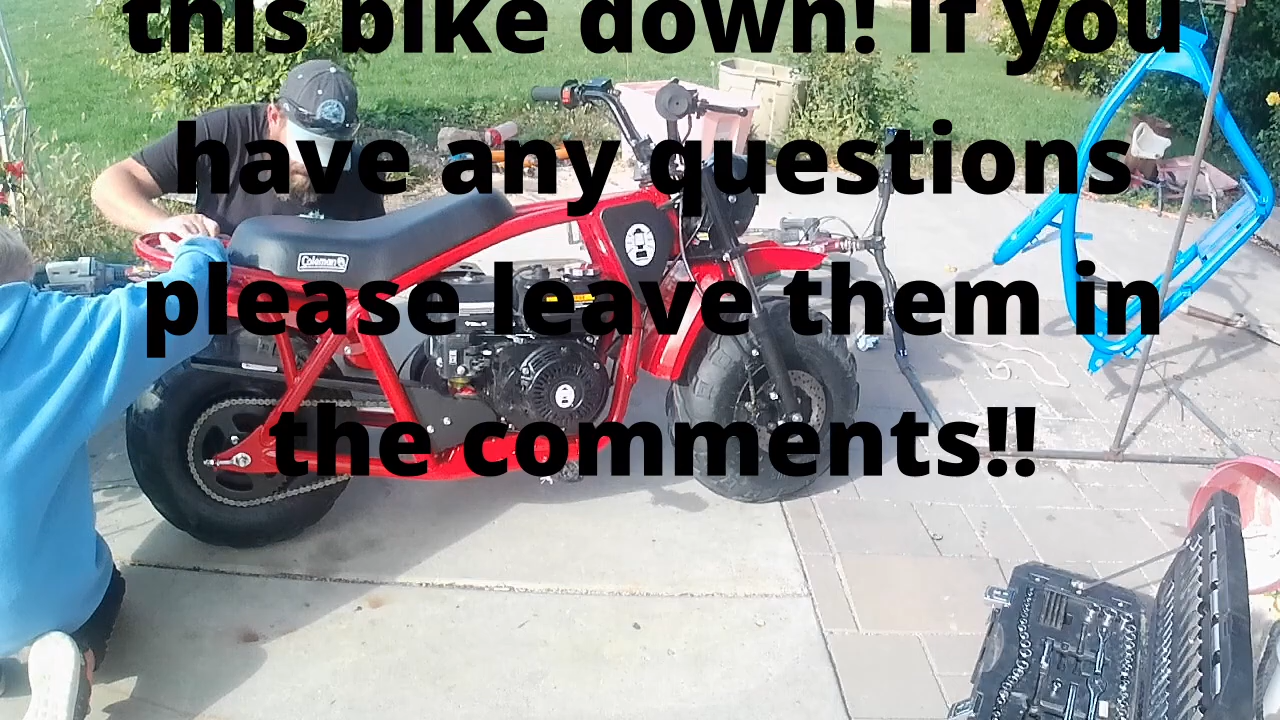 this bike down! If you
have any questions
please leave them in
the comments!!
Coleman